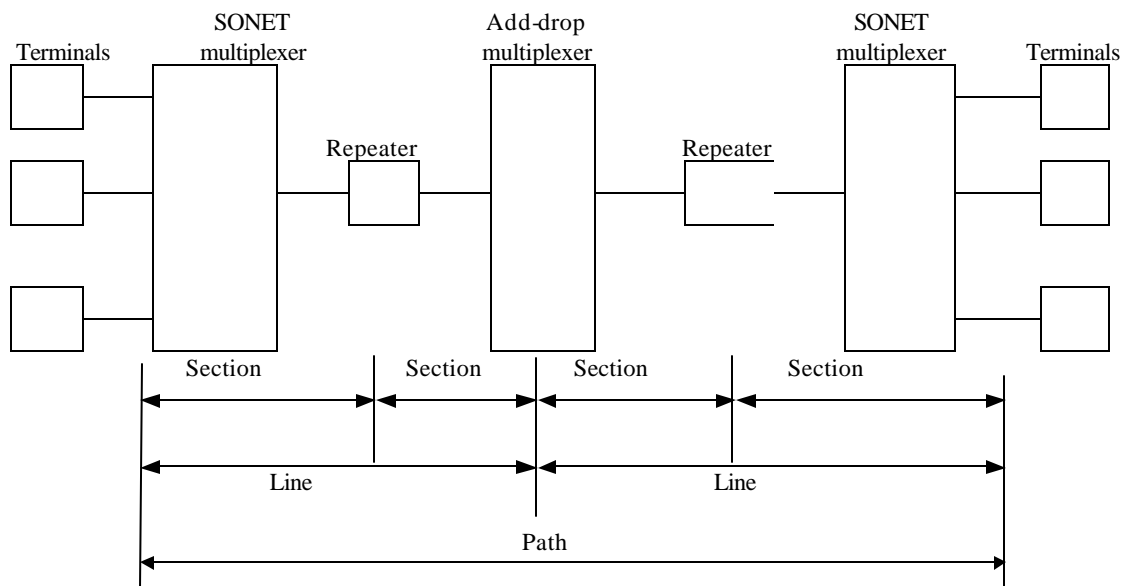 SONET
multiplexer
Add-drop
multiplexer
SONET
multiplexer
Terminals
Terminals
Repeater
Repeater
Section
Section
Section
Section
Line
Line
Path